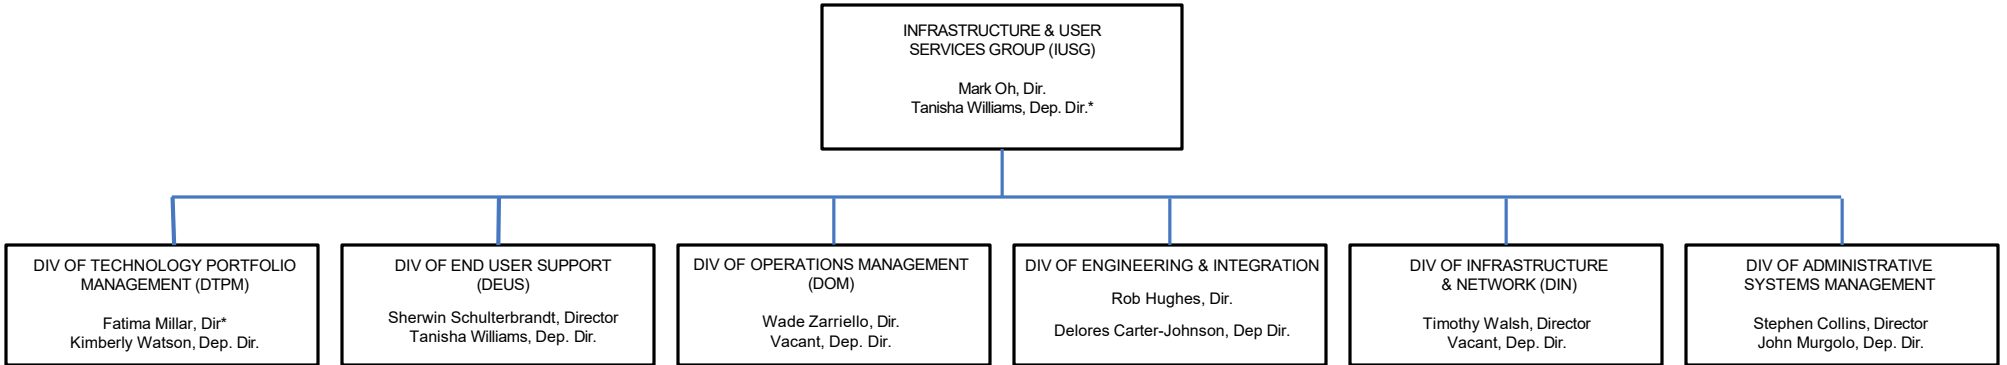 INFRASTRUCTURE & USER
SERVICES GROUP (IUSG)
Mark Oh, Dir.
Tanisha Williams, Dep. Dir.*
DIV OF TECHNOLOGY PORTFOLIO
MANAGEMENT (DTPM)
Fatima Millar, Dir*
Kimberly Watson, Dep. Dir.
DIV OF END USER SUPPORT
(DEUS)
Sherwin Schulterbrandt, Director
Tanisha Williams, Dep. Dir.
DIV OF OPERATIONS MANAGEMENT
(DOM)
Wade Zarriello, Dir.
Vacant, Dep. Dir.
DIV OF ENGINEERING & INTEGRATION
Rob Hughes, Dir.
Delores Carter-Johnson, Dep Dir.
DIV OF INFRASTRUCTURE
& NETWORK (DIN)
Timothy Walsh, Director
Vacant, Dep. Dir.
DIV OF ADMINISTRATIVE
SYSTEMS MANAGEMENT
Stephen Collins, Director
John Murgolo, Dep. Dir.